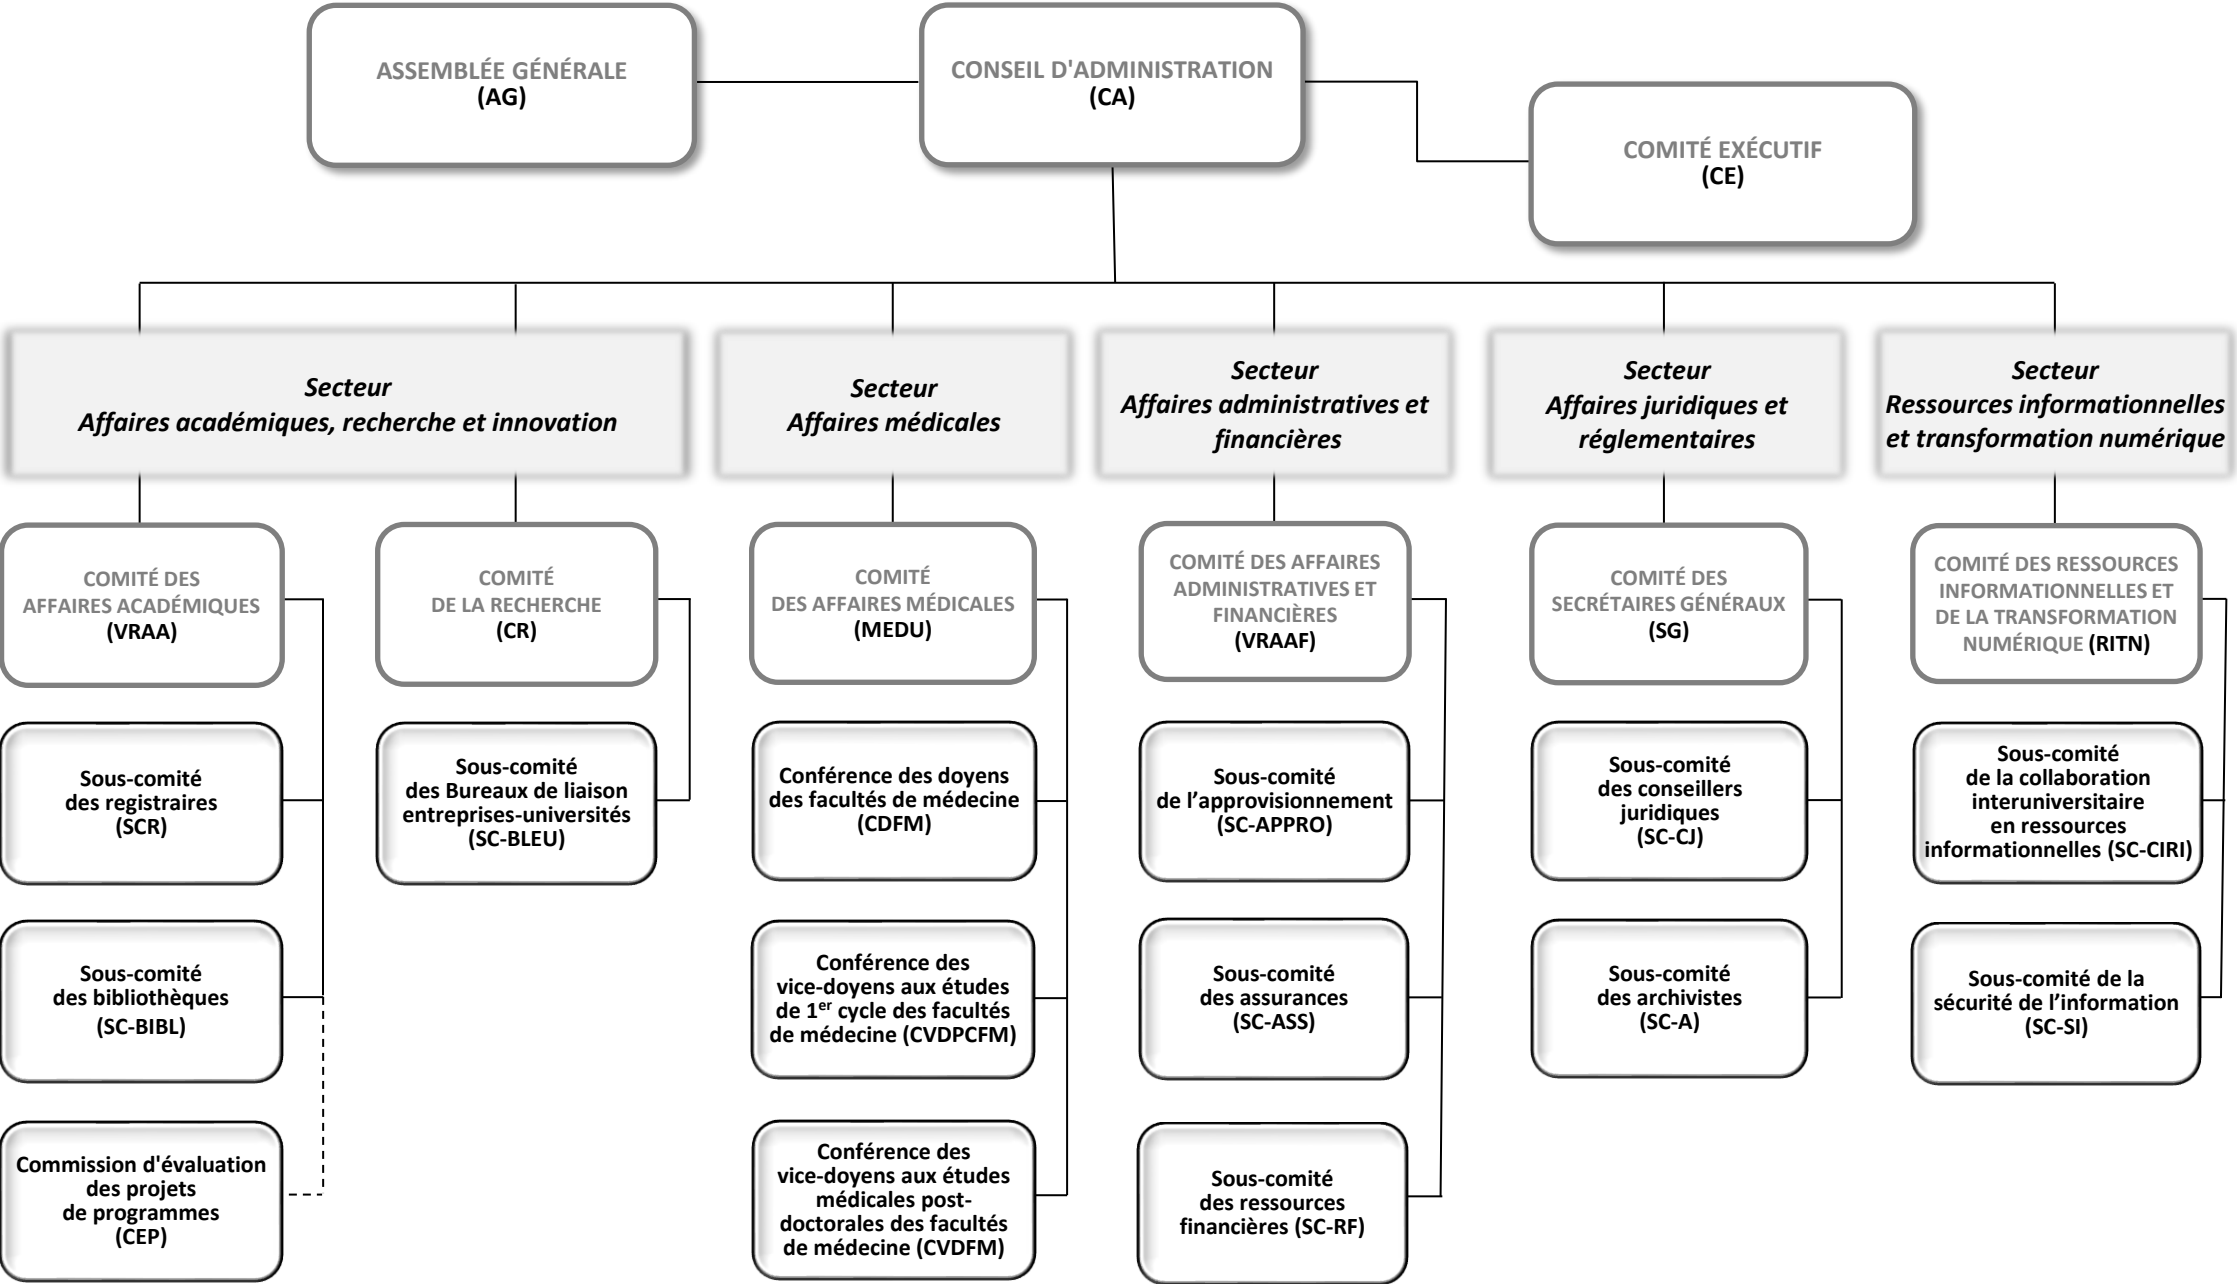 ASSEMBLÉE GÉNÉRALE
(AG)
CONSEIL D'ADMINISTRATION
(CA)
COMITÉ EXÉCUTIF
(CE)
Secteur
Affaires académiques, recherche et innovation
Secteur
Affaires médicales
Secteur
Affaires administratives et
financières
Secteur
Affaires juridiques et
réglementaires
Secteur
Ressources informationnelles
et transformation numérique
COMITÉ DES
AFFAIRES ACADÉMIQUES
(VRAA)
COMITÉ
DE LA RECHERCHE
(CR)
COMITÉ
DES AFFAIRES MÉDICALES
(MEDU)
COMITÉ DES AFFAIRES
ADMINISTRATIVES ET
FINANCIÈRES
(VRAAF)
COMITÉ DES
SECRÉTAIRES GÉNÉRAUX
(SG)
COMITÉ DES RESSOURCES
INFORMATIONNELLES ET
DE LA TRANSFORMATION
NUMÉRIQUE (RITN)
Sous-comité
des registraires
(SCR)
Sous-comité
des Bureaux de liaison
entreprises-universités
(SC-BLEU)
Conférence des doyens
des facultés de médecine
(CDFM)
Sous-comité
de l’approvisionnement
(SC-APPRO)
Sous-comité
des conseillers
juridiques
(SC-CJ)
Sous-comité
de la collaboration
interuniversitaire
en ressources
informationnelles (SC-CIRI)
Sous-comité
des bibliothèques
(SC-BIBL)
Conférence des
vice-doyens aux études
de 1er cycle des facultés
de médecine (CVDPCFM)
Sous-comité
des assurances
(SC-ASS)
Sous-comité
des archivistes
(SC-A)
Sous-comité de la
sécurité de l’information
(SC-SI)
Commission d'évaluation
des projets
de programmes
(CEP)
Conférence des
vice-doyens aux études
médicales post-
doctorales des facultés
de médecine (CVDFM)
Sous-comité
des ressources
financières (SC-RF)